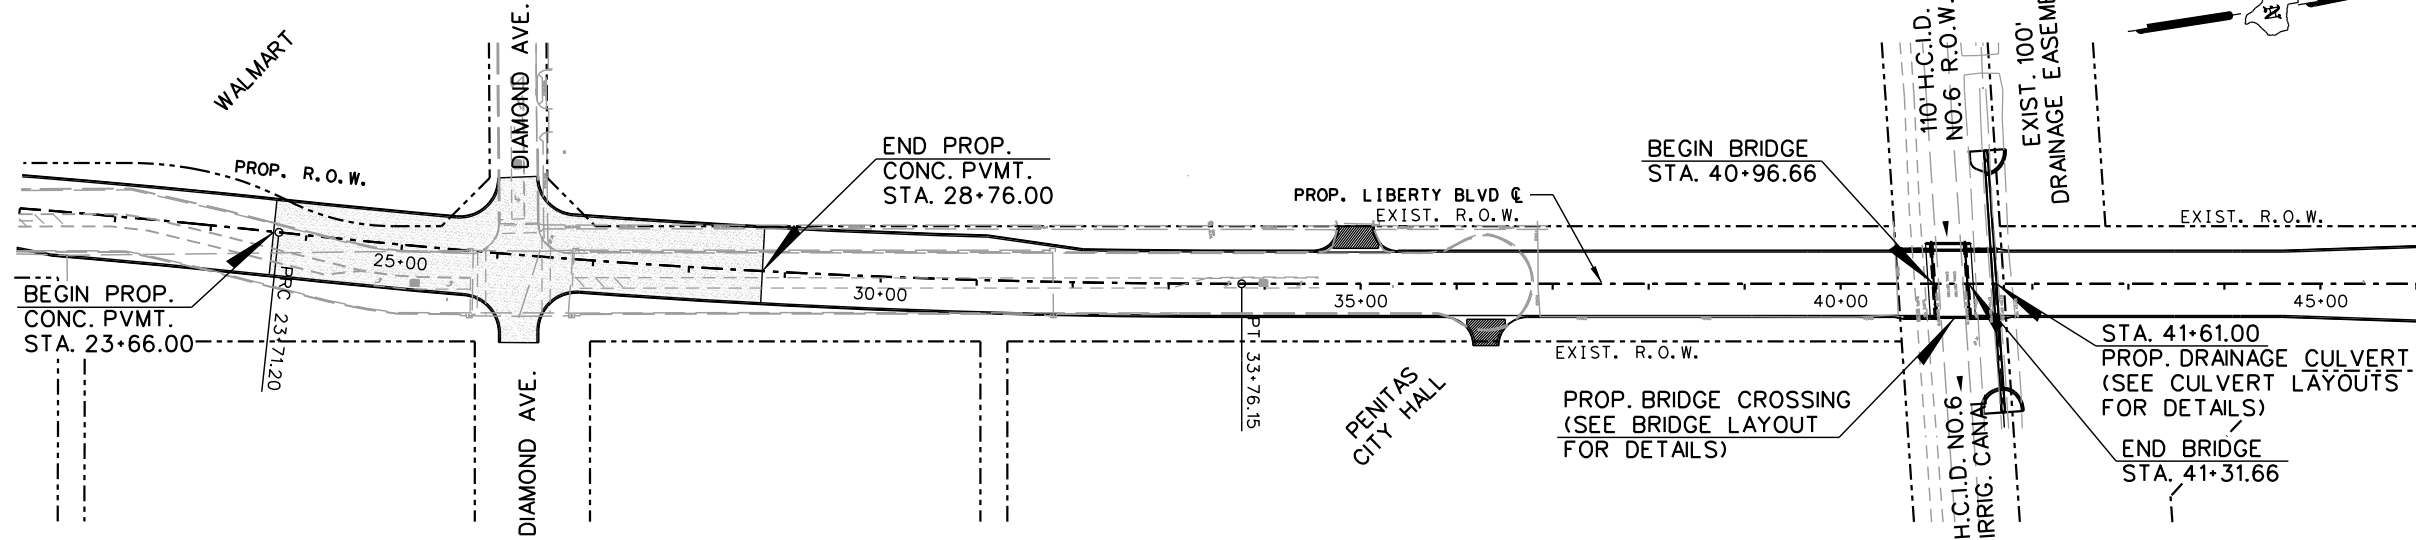 WALMART
DIAMOND AVE.
PROP. R.O.W.
END PROP.
CONC. PVMT.
STA. 28+76.00
BEGIN BRIDGE
STA. 40+96.66
110' H.C.I.D.
NO.6 R.O.W.
EXIST. 100'
DRAINAGE EASEME
N
PROP. LIBERTY BLVD ℄
EXIST. R.O.W.
EXIST. R.O.W.
BEGIN PROP.
CONC. PVMT.
STA. 23+66.00
PRC 23+71.20
25+00
30+00
PT 33+76.15
35+00
40+00
45+00
EXIST. R.O.W.
DIAMOND AVE.
PENITAS
CITY HALL
PROP. BRIDGE CROSSING
(SEE BRIDGE LAYOUT
FOR DETAILS)
H.C.I.D. NO.6
IRRIG. CANAL
STA. 41+61.00
PROP. DRAINAGE CULVERT
(SEE CULVERT LAYOUTS
FOR DETAILS)
END BRIDGE
STA. 41+31.66